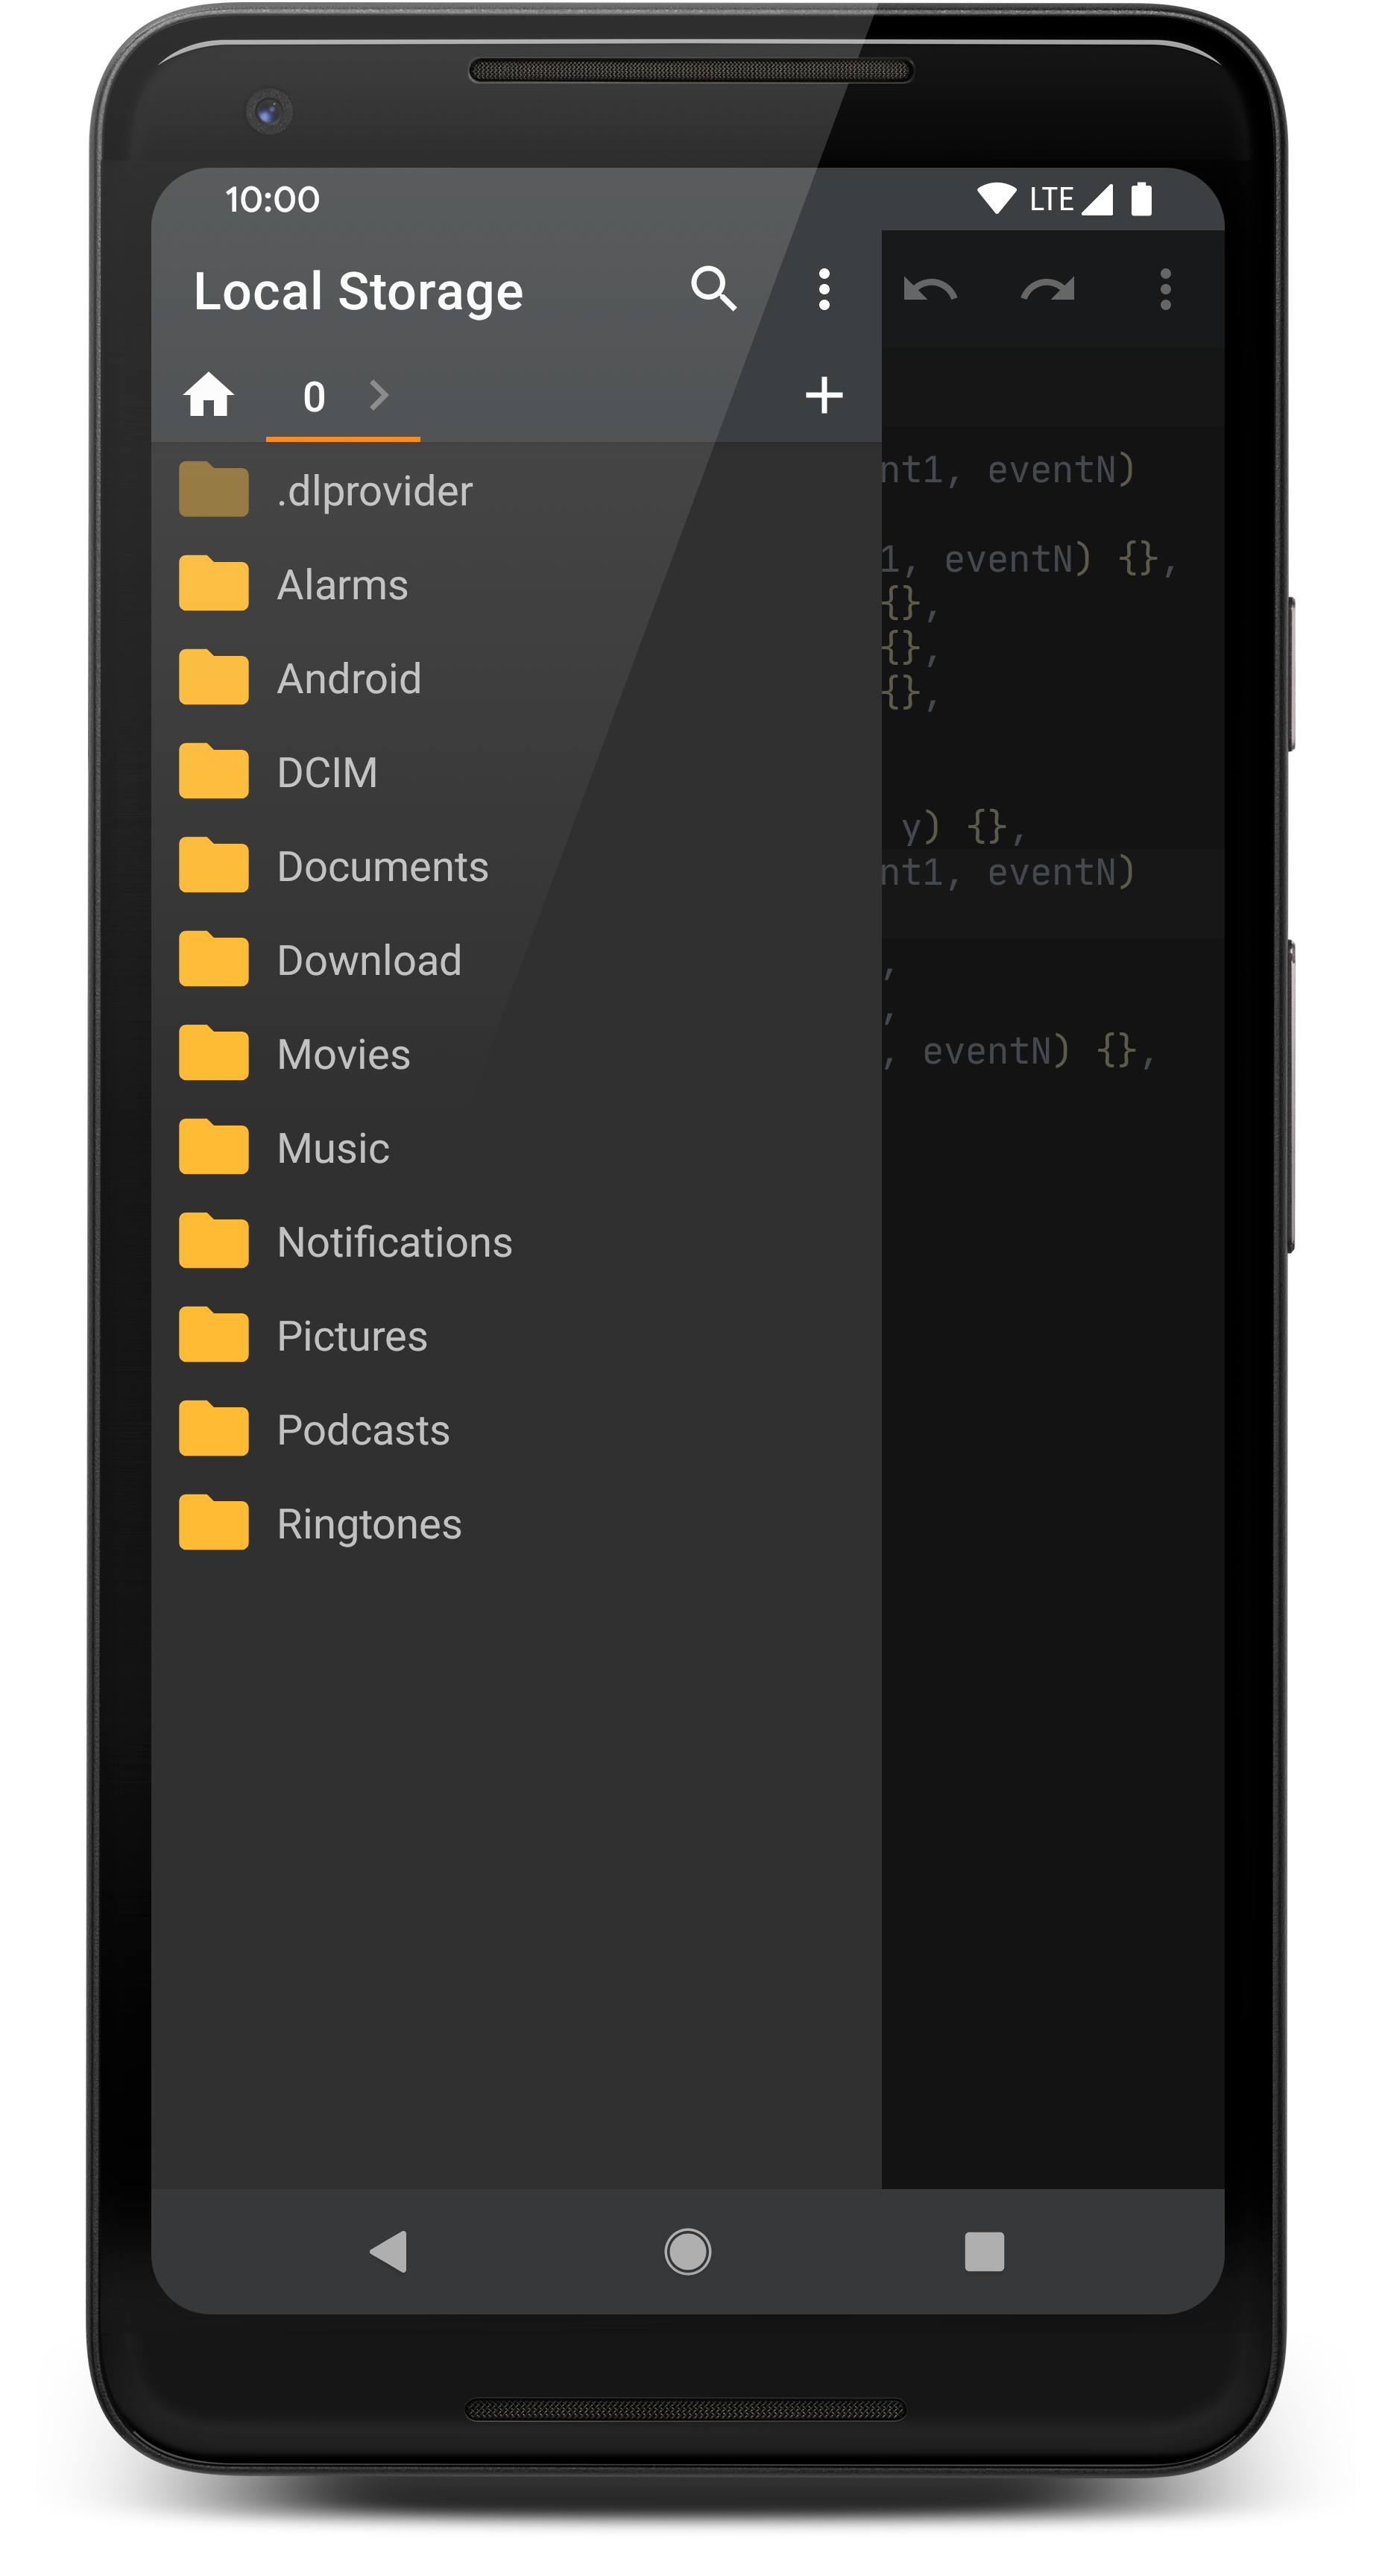 10:00 LTE
Local Storage
0
.dlprovider
Alarms
Android
DCIM
Documents
Download
Movies
Music
Notifications
Pictures
Podcasts
Ringtones
nt1, eventN)
1, eventN) {},
{},
{},
{},
y) {},
nt1, eventN)
,
,
, eventN) {},